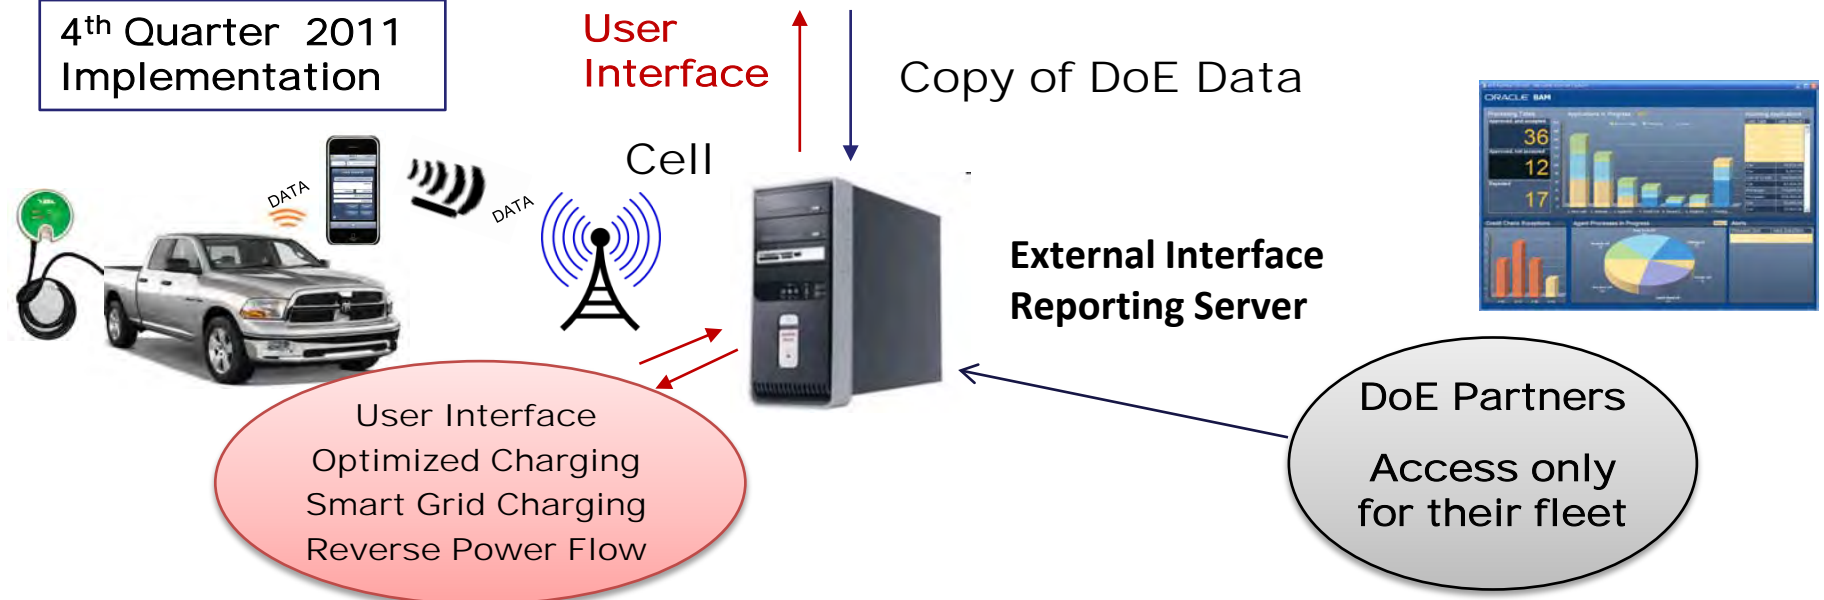 4th Quarter 2011
Implementation
User
Interface
Copy of DoE Data
Cell
DATA
DATA
ORACLE BAM
36
12
17
External Interface
Reporting Server
User Interface
Optimized Charging
Smart Grid Charging
Reverse Power Flow
DoE Partners
Access only
for their fleet